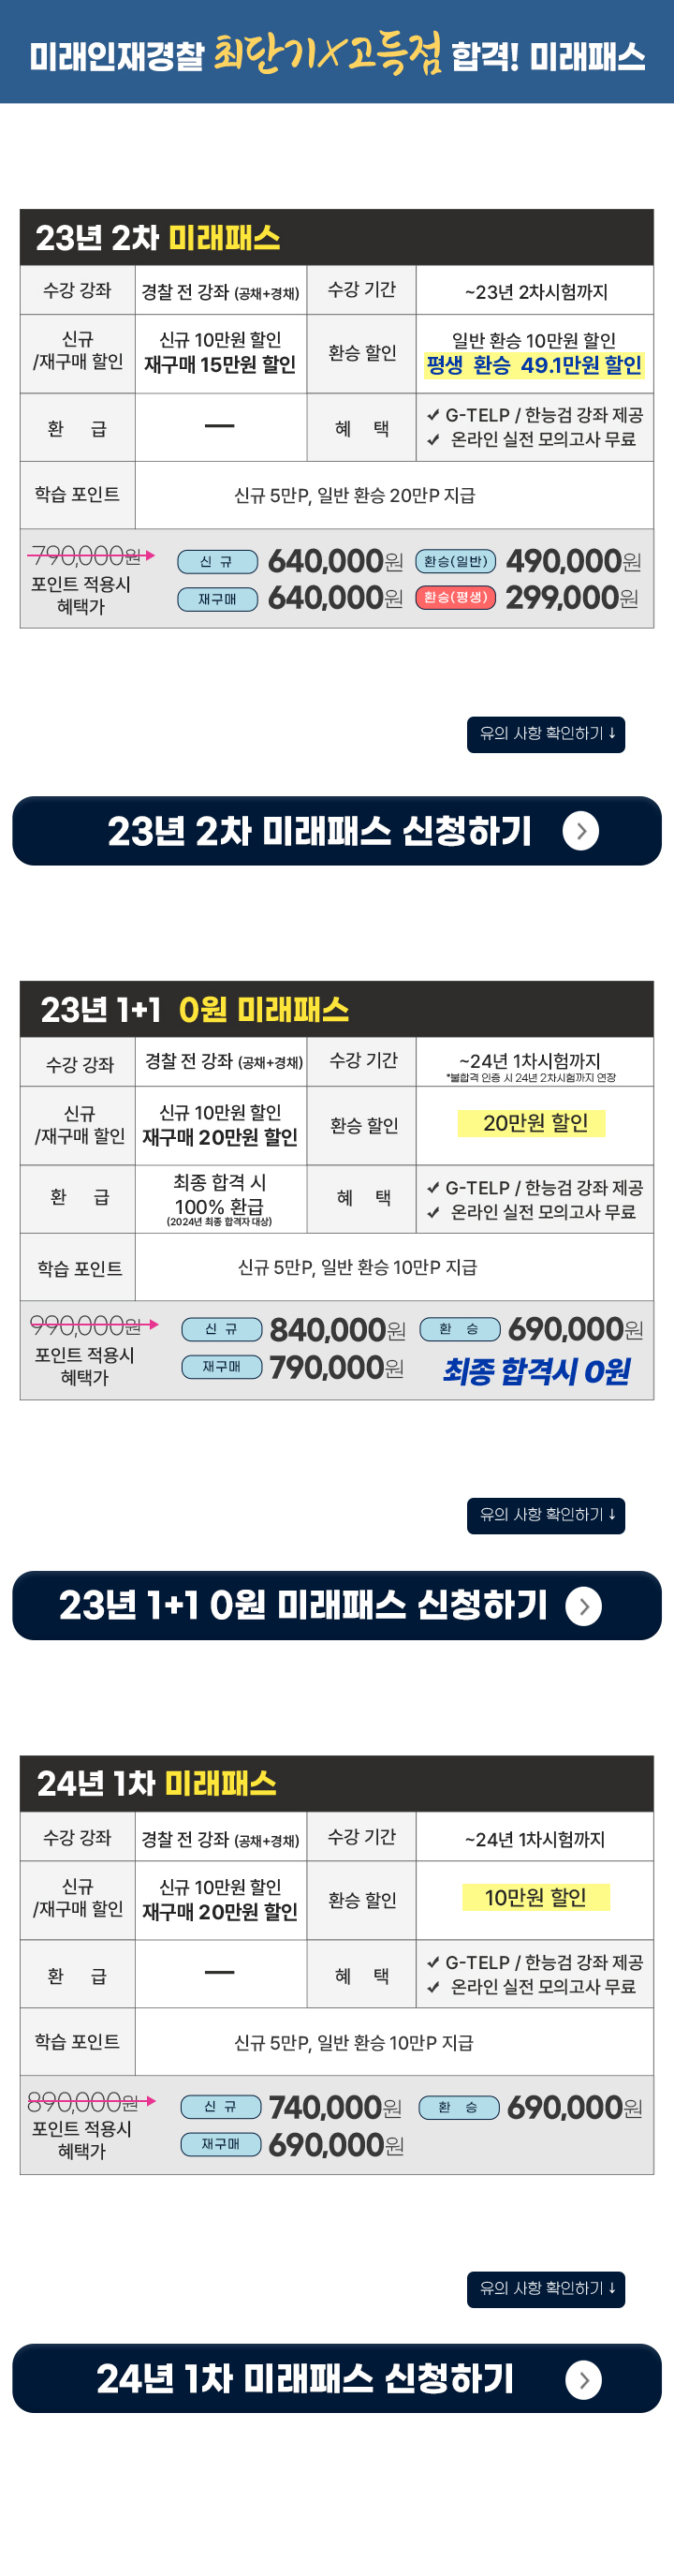 미래인재경찰 최단기X고득점 합격! 미래패스
23년 2차 미래패스
수강 강좌 경찰 전 강좌 (공채+경채) 수강 기간 ~23년 2차시험까지
신규 /재구매 할인
신규 10만원 할인
재구매 15만원 할인
환승 할인
일반 환승 10만원 할인
평생 환승 49.1만원 할인
환 급 — 혜 택
✓ G-TELP / 한능검 강좌 제공
✓ 온라인 실전 모의고사 무료
학습 포인트 신규 5만P, 일반 환승 20만P 지급
790,000원
포인트 적용시
혜택가
신 규 640,000원 환승(일반) 490,000원
재구매 640,000원 환승(평생) 299,000원
유의 사항 확인하기 ↓
23년 2차 미래패스 신청하기
23년 1+1 0원 미래패스
수강 강좌 경찰 전 강좌 (공채+경채) 수강 기간 ~24년 1차시험까지
*불합격 인증 시 24년 2차시험까지 연장
신규
/재구매 할인
신규 10만원 할인
재구매 20만원 할인
환승 할인 20만원 할인
환 급
최종 합격 시
100% 환급
(2024년 최종 합격자 대상)
혜 택
✓ G-TELP / 한능검 강좌 제공
✓ 온라인 실전 모의고사 무료
학습 포인트 신규 5만P, 일반 환승 10만P 지급
990,000원
포인트 적용시
혜택가
신 규 840,000원 환 승 690,000원
재구매 790,000원 최종 합격시 0원
유의 사항 확인하기 ↓
23년 1+1 0원 미래패스 신청하기
24년 1차 미래패스
수강 강좌 경찰 전 강좌 (공채+경채) 수강 기간 ~24년 1차시험까지
신규
/재구매 할인
신규 10만원 할인
재구매 20만원 할인
환승 할인 10만원 할인
환 급 — 혜 택
✓ G-TELP / 한능검 강좌 제공
✓ 온라인 실전 모의고사 무료
학습 포인트 신규 5만P, 일반 환승 10만P 지급
890,000원
포인트 적용시
혜택가
신 규 740,000원 환 승 690,000원
재구매 690,000원
유의 사항 확인하기 ↓
24년 1차 미래패스 신청하기